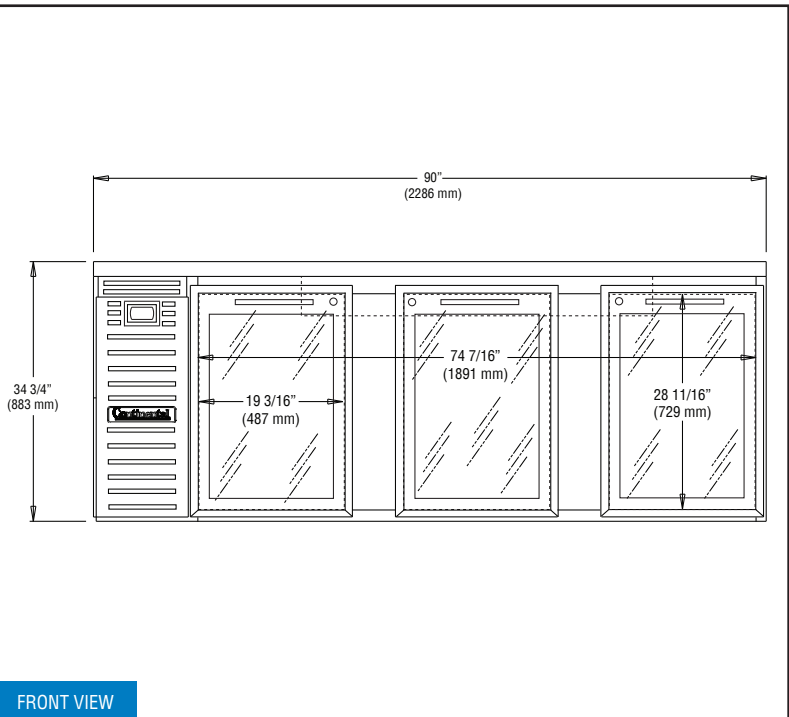 90”
(2286 mm)
34 3/4”
(883 mm)
74 7/16”
(1891 mm)
19 3/16”
(487 mm)
28 11/16”
(729 mm)
Continental
FRONT VIEW